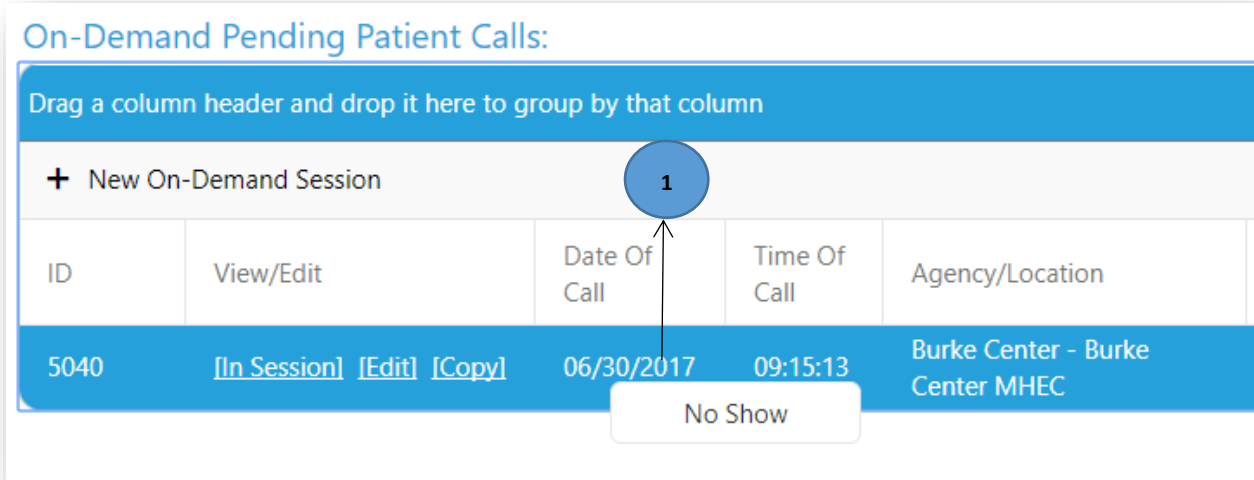 On-Demand Pending Patient Calls:
Drag a column header and drop it here to group by that column
+ New On-Demand Session
1
ID
View/Edit
Date Of
Call
Time Of
Call
Agency/Location
5040
[In Session] [Edit] [Copy]
06/30/2017
09:15:13
Burke Center - Burke
Center MHEC
No Show